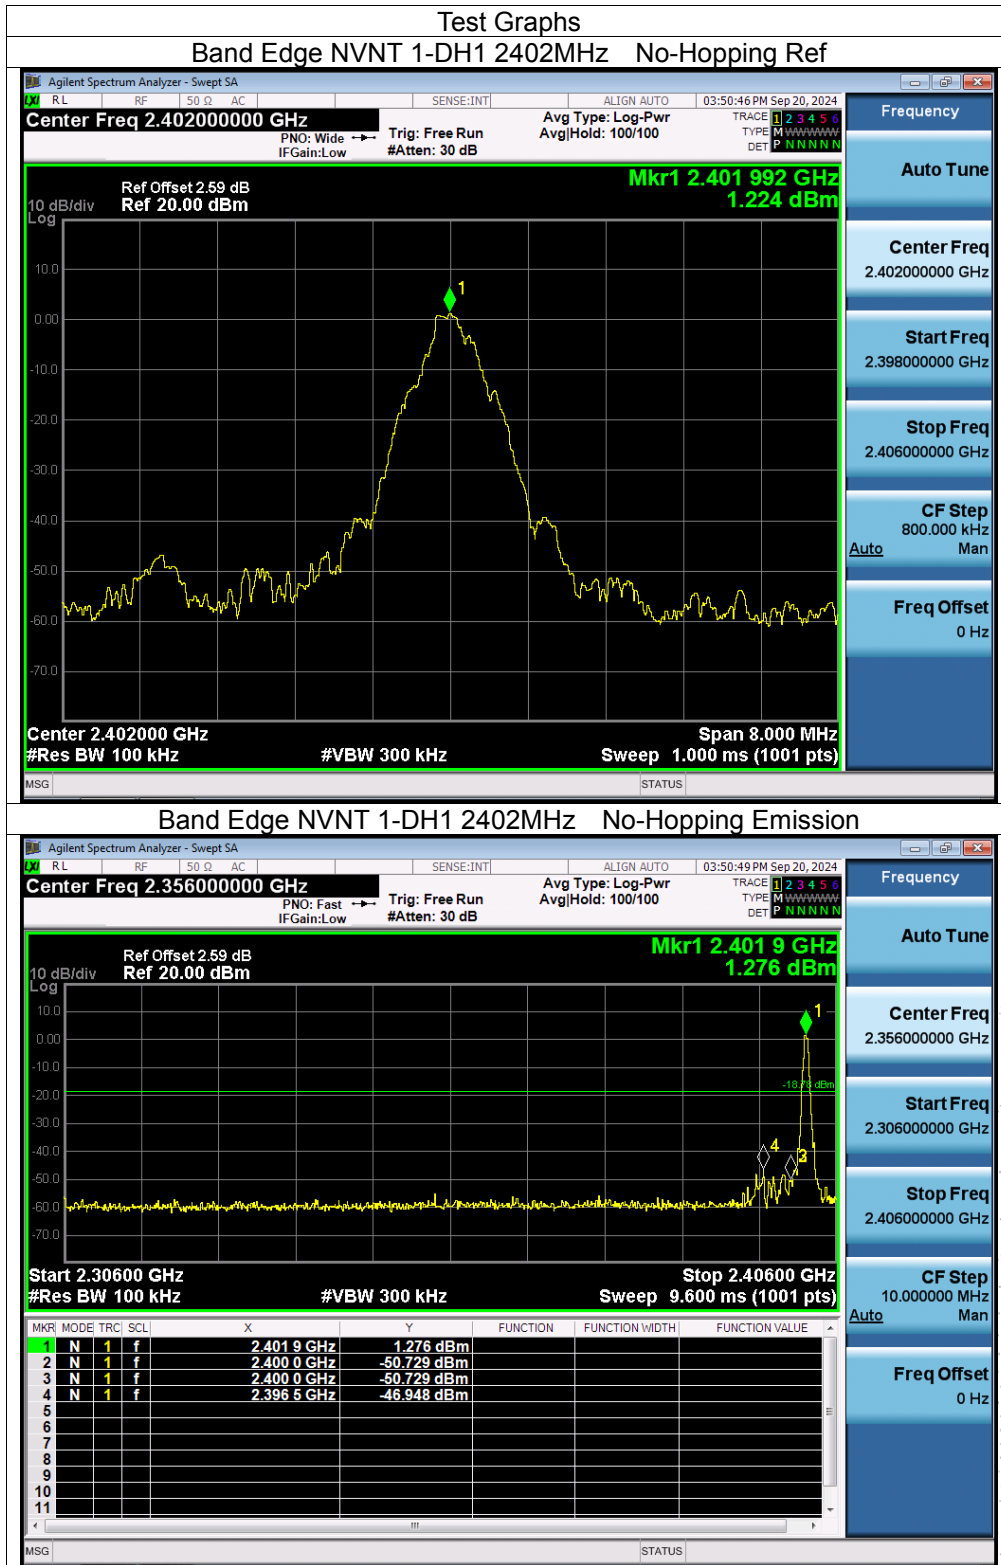 Test Graphs
Band Edge NVNT 1-DH1 2402MHz No-Hopping Ref
Agilent Spectrum Analyzer - Swept SA
LXI RL RF 50 Ω AC SENSE:INT ALIGN AUTO 03:50:46 PM Sep 20, 2024
Center Freq 2.402000000 GHz
PNO: Wide
IFGain:Low
Trig: Free Run
#Atten: 30 dB
Avg Type: Log-Pwr
Avg|Hold: 100/100
TRACE 1 2 3 4 5 6
TYPE M WWWWW
DET P N N N N N
Frequency
Auto Tune
Center Freq
2.402000000 GHz
Start Freq
2.398000000 GHz
Stop Freq
2.406000000 GHz
CF Step
800.000 kHz
Auto Man
Freq Offset
0 Hz
Mkr1 2.401 992 GHz
1.224 dBm
Ref Offset 2.59 dB
10 dB/div Ref 20.00 dBm
Log
10.0
0.00
-10.0
-20.0
-30.0
-40.0
-50.0
-60.0
-70.0
1
Center 2.402000 GHz Span 8.000 MHz
#Res BW 100 kHz #VBW 300 kHz Sweep 1.000 ms (1001 pts)
MSG STATUS
Band Edge NVNT 1-DH1 2402MHz No-Hopping Emission
Agilent Spectrum Analyzer - Swept SA
LXI RL RF 50 Ω AC SENSE:INT ALIGN AUTO 03:50:49 PM Sep 20, 2024
Center Freq 2.356000000 GHz
PNO: Fast
IFGain:Low
Trig: Free Run
#Atten: 30 dB
Avg Type: Log-Pwr
Avg|Hold: 100/100
TRACE 1 2 3 4 5 6
TYPE M WWWWW
DET P N N N N N
Frequency
Auto Tune
Center Freq
2.356000000 GHz
Start Freq
2.306000000 GHz
Stop Freq
2.406000000 GHz
CF Step
10.000000 MHz
Auto Man
Freq Offset
0 Hz
Mkr1 2.401 9 GHz
1.276 dBm
Ref Offset 2.59 dB
10 dB/div Ref 20.00 dBm
Log
10.0
0.00
-10.0
-20.0
-30.0
-40.0
-50.0
-60.0
-70.0
1
-18.78 dBm
4
3
Start 2.30600 GHz Stop 2.40600 GHz
#Res BW 100 kHz #VBW 300 kHz Sweep 9.600 ms (1001 pts)
MKR MODE TRC SCL X Y FUNCTION FUNCTION WIDTH FUNCTION VALUE
1 N 1 f 2.401 9 GHz 1.276 dBm
2 N 1 f 2.400 0 GHz -50.729 dBm
3 N 1 f 2.400 0 GHz -50.729 dBm
4 N 1 f 2.396 5 GHz -46.948 dBm
5
6
7
8
9
10
11
MSG STATUS